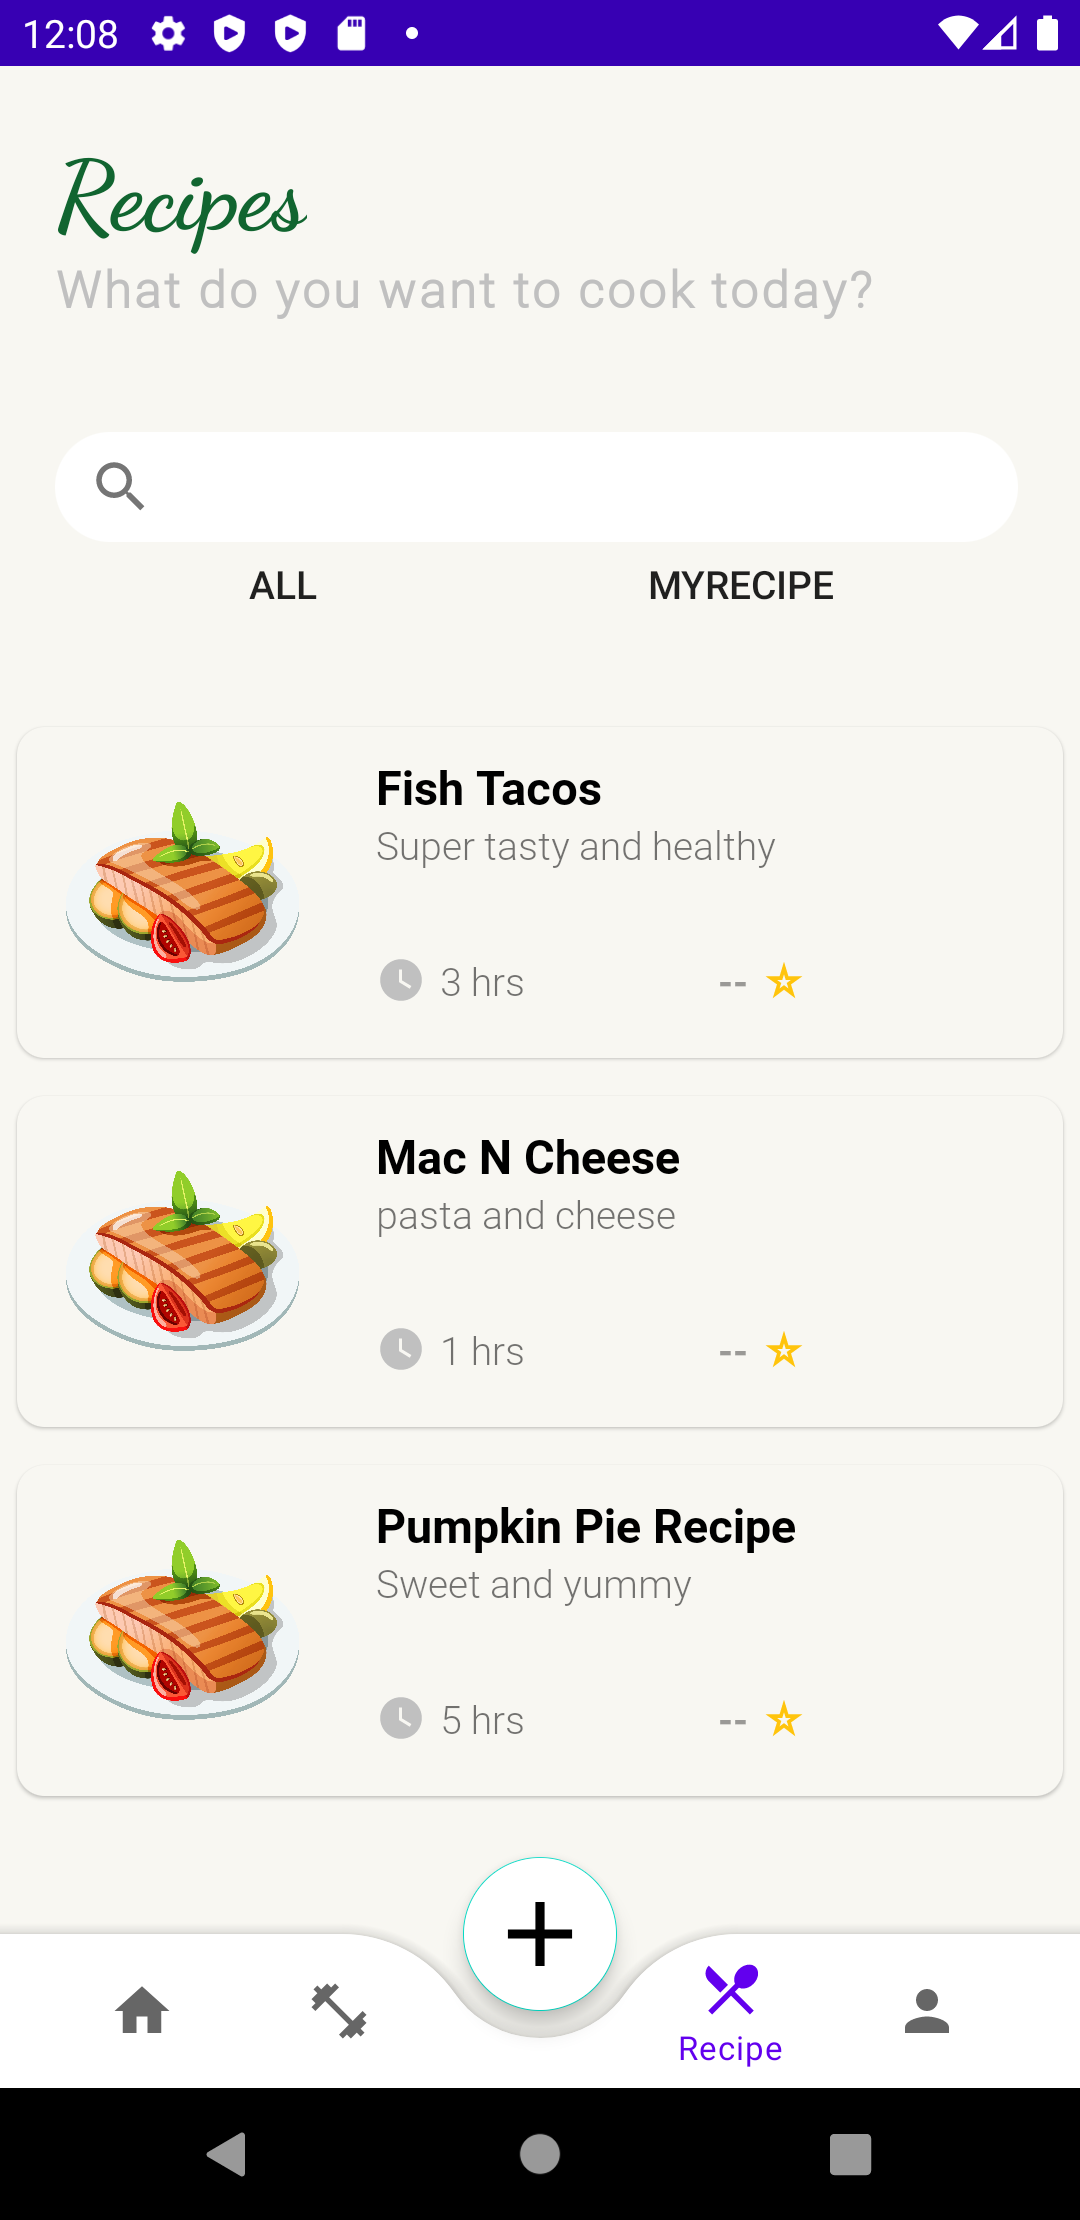 12:08
Recipes
What do you want to cook today?
ALL MYRECIPE
Fish Tacos
Super tasty and healthy
3 hrs --
Mac N Cheese
pasta and cheese
1 hrs --
Pumpkin Pie Recipe
Sweet and yummy
5 hrs --
Recipe